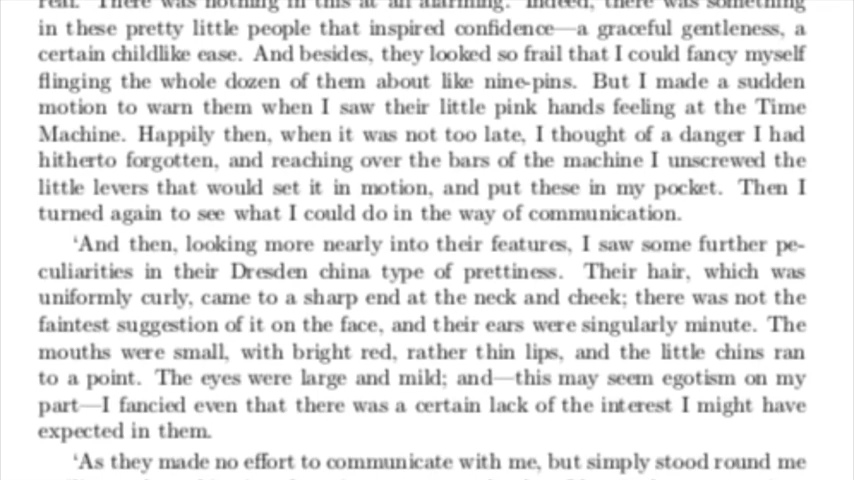 real. There was nothing in this at all alarming. Indeed, there was something
in these pretty little people that inspired confidence—a graceful gentleness, a
certain childlike ease. And besides, they looked so frail that I could fancy myself
flinging the whole dozen of them about like nine-pins. But I made a sudden
motion to warn them when I saw their little pink hands feeling at the Time
Machine. Happily then, when it was not too late, I thought of a danger I had
hitherto forgotten, and reaching over the bars of the machine I unscrewed the
little levers that would set it in motion, and put these in my pocket. Then I
turned again to see what I could do in the way of communication.
‘And then, looking more nearly into their features, I saw some further pe-
culiarities in their Dresden china type of prettiness. Their hair, which was
uniformly curly, came to a sharp end at the neck and cheek; there was not the
faintest suggestion of it on the face, and their ears were singularly minute. The
mouths were small, with bright red, rather thin lips, and the little chins ran
to a point. The eyes were large and mild; and—this may seem egotism on my
part—I fancied even that there was a certain lack of the interest I might have
expected in them.
‘As they made no effort to communicate with me, but simply stood round me